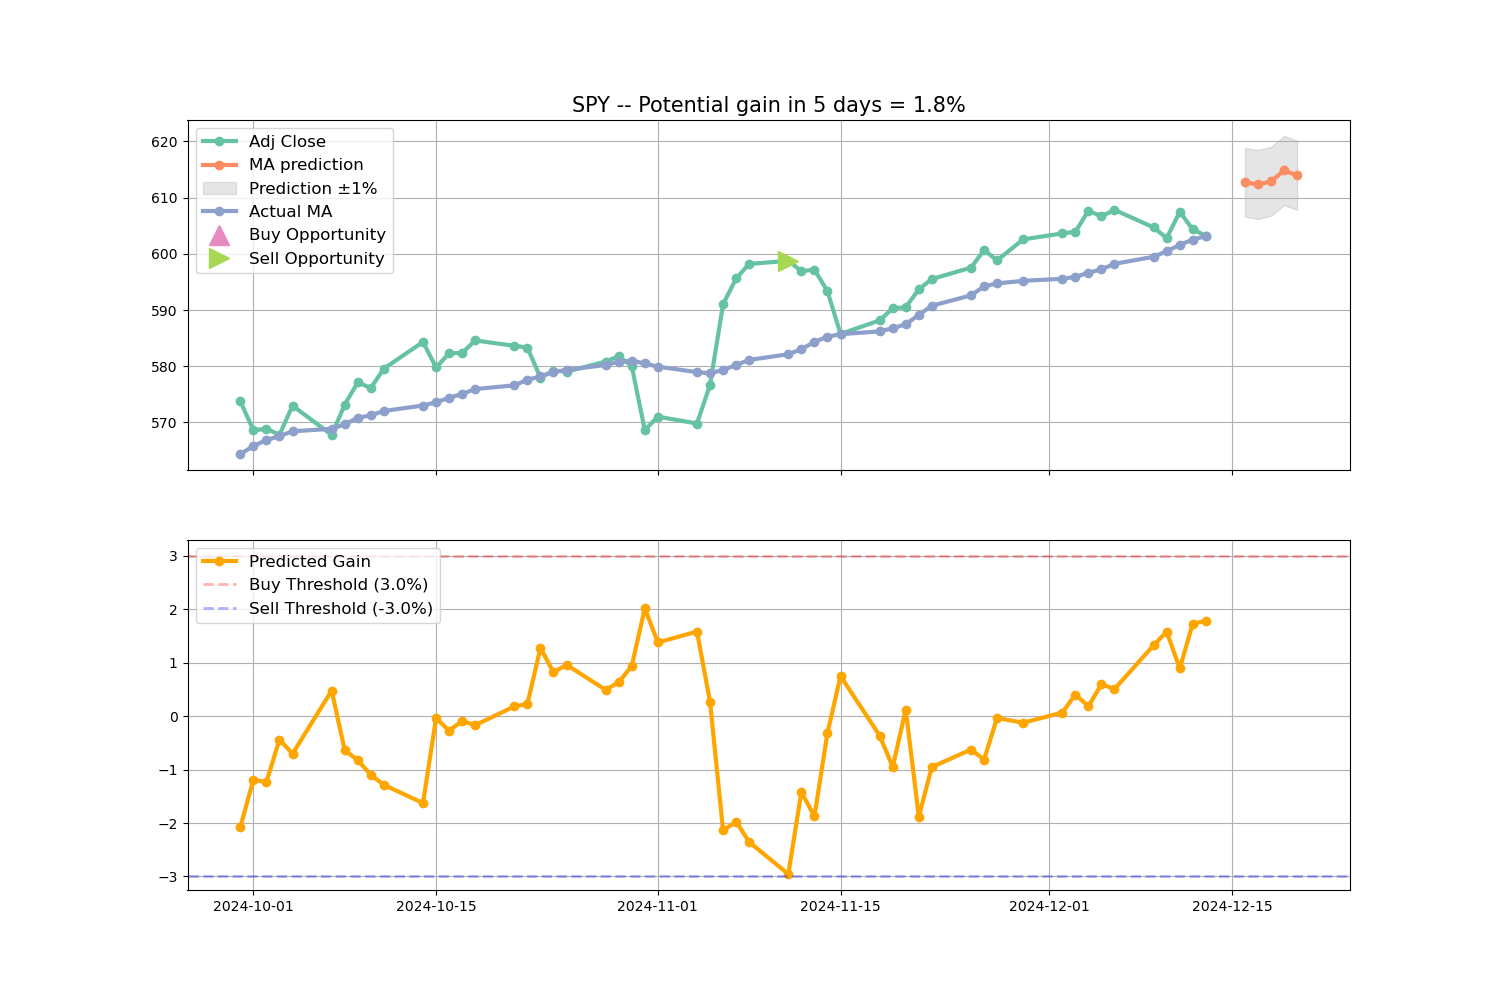 SPY -- Potential gain in 5 days = 1.8%
620
610
600
590
580
570
Adj Close
MA prediction
Prediction ±1%
Actual MA
Buy Opportunity
Sell Opportunity
3
2
1
0
−1
−2
−3
Predicted Gain
Buy Threshold (3.0%)
Sell Threshold (-3.0%)
2024-10-01
2024-10-15
2024-11-01
2024-11-15
2024-12-01
2024-12-15